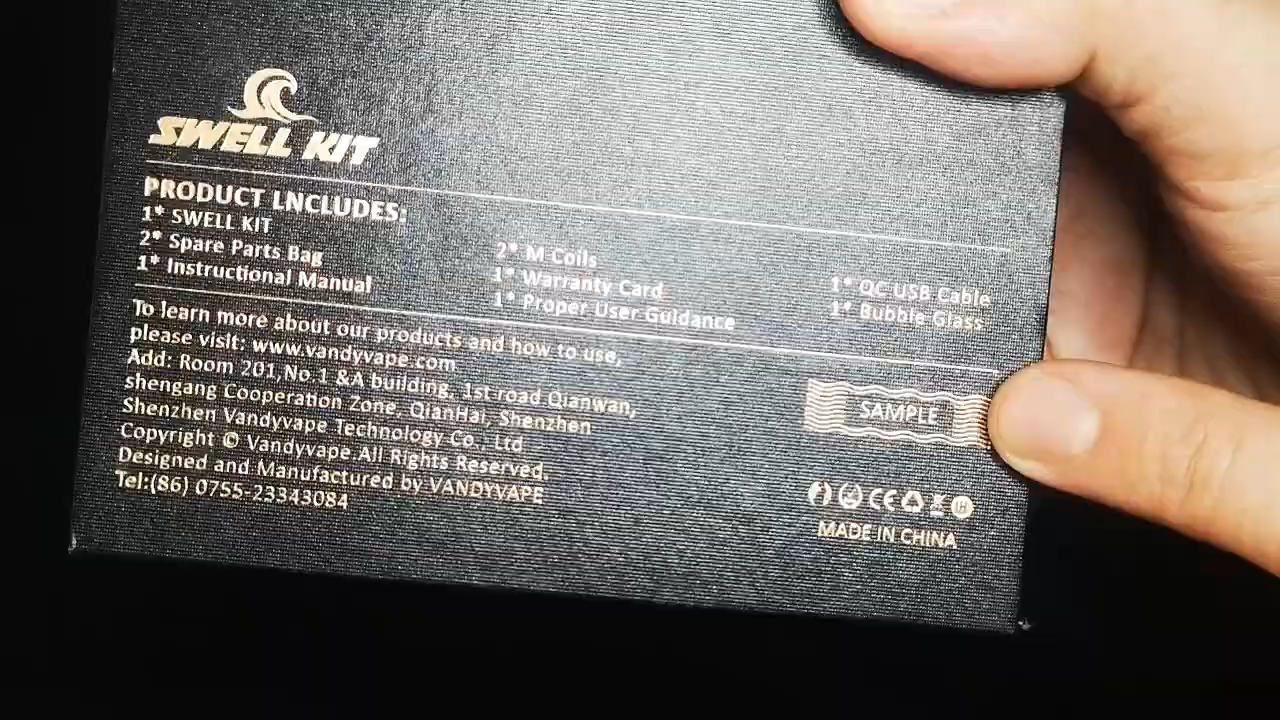 SWELL KIT
PRODUCT LNCLUDES:
1* SWELL KIT
2* Spare Parts Bag
1* Instructional Manual
2* M Coils
1* Warranty Card
1* Proper User Guidance
1* QC USB Cable
1* Bubble Glass
To learn more about our products and how to use,
please visit: www.vandyvape.com
Add: Room 201,No.1 &A building, 1st road Qianwan,
shengang Cooperation Zone, QianHai, Shenzhen
Shenzhen Vandyvape Technology Co,. Ltd
Copyright © Vandyvape.All Rights Reserved.
Designed and Manufactured by VANDYVAPE
Tel:(86) 0755-23343084
SAMPLE
CE
MADE IN CHINA